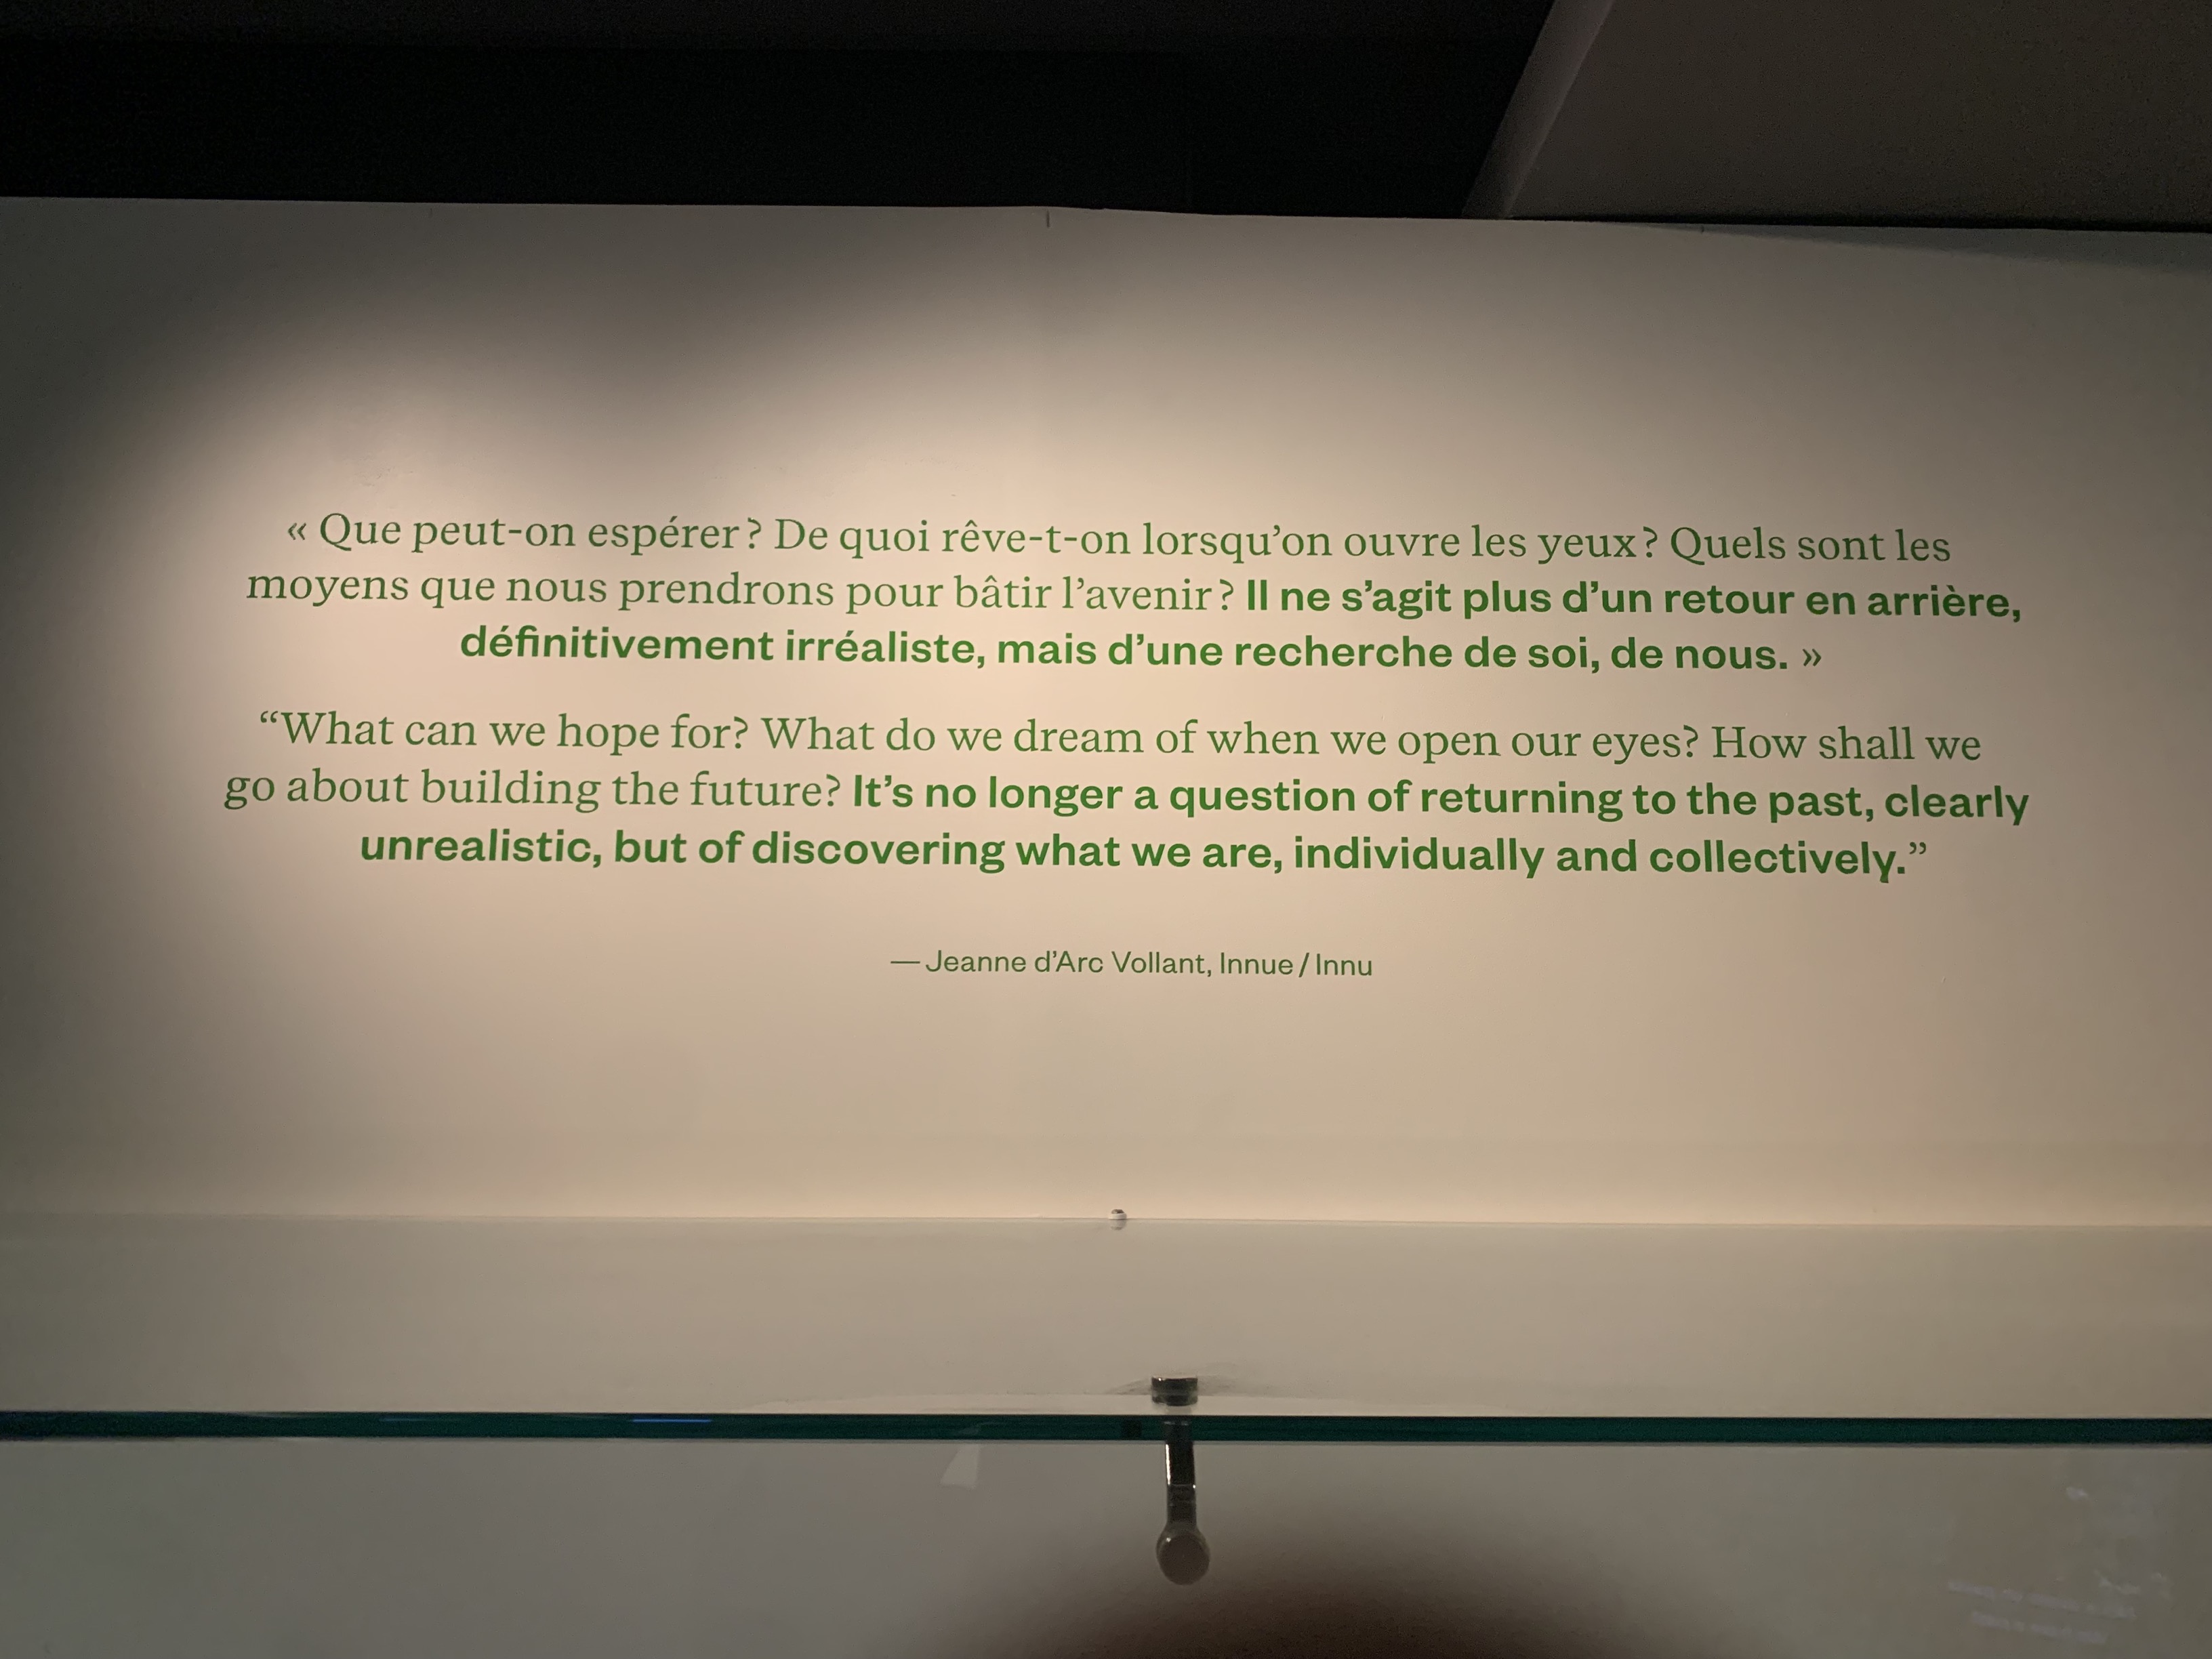 « Que peut-on espérer ? De quoi rêve-t-on lorsqu’on ouvre les yeux ? Quels sont les
moyens que nous prendrons pour bâtir l’avenir ? Il ne s’agit plus d’un retour en arrière,
définitivement irréaliste, mais d’une recherche de soi, de nous. »
“What can we hope for? What do we dream of when we open our eyes? How shall we
go about building the future? It’s no longer a question of returning to the past, clearly
unrealistic, but of discovering what we are, individually and collectively.”
— Jeanne d’Arc Vollant, Innue / Innu